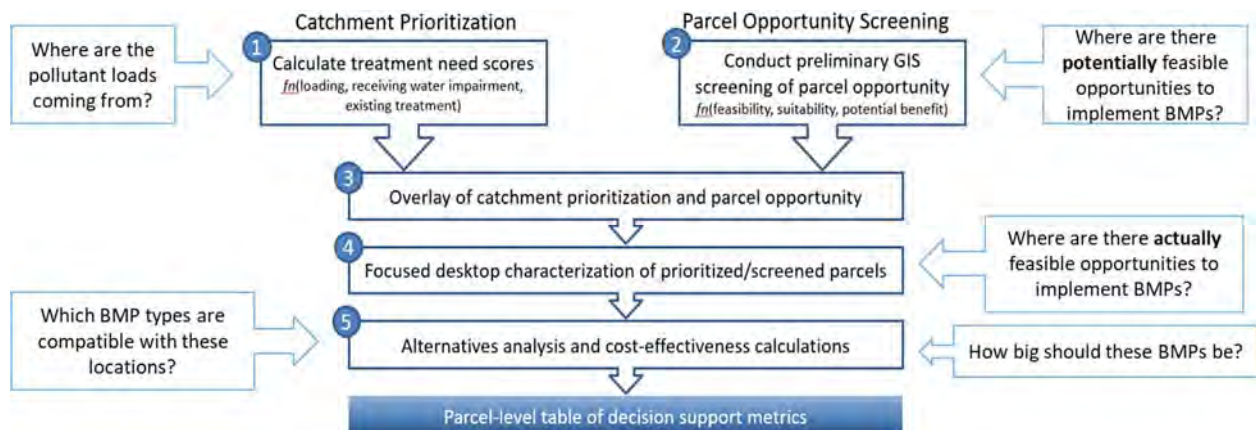 Catchment Prioritization
Parcel Opportunity Screening
Where are the
pollutant loads
coming from?
1
Calculate treatment need scores
fn(loading, receiving water impairment,
existing treatment)
2
Conduct preliminary GIS
screening of parcel opportunity
fn(feasibility, suitability, potential benefit)
Where are there
potentially feasible
opportunities to
implement BMPs?
3
Overlay of catchment prioritization and parcel opportunity
4
Focused desktop characterization of prioritized/screened parcels
Where are there actually
feasible opportunities to
implement BMPs?
Which BMP types are
compatible with these
locations?
5
Alternatives analysis and cost-effectiveness calculations
How big should these BMPs be?
Parcel-level table of decision support metrics